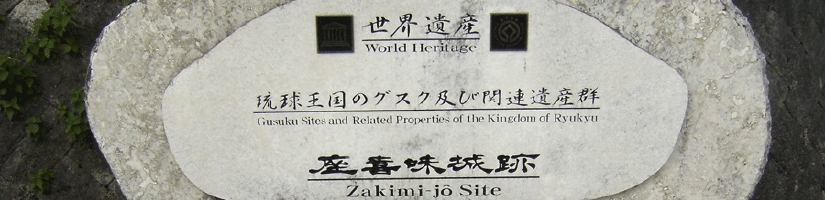 世界遺産
World Heritage
琉球王国のグスク及び関連遺産群
Gusuku Sites and Related Properties of the Kingdom of Ryukyu
座喜味城跡
Zakimi-jô Site